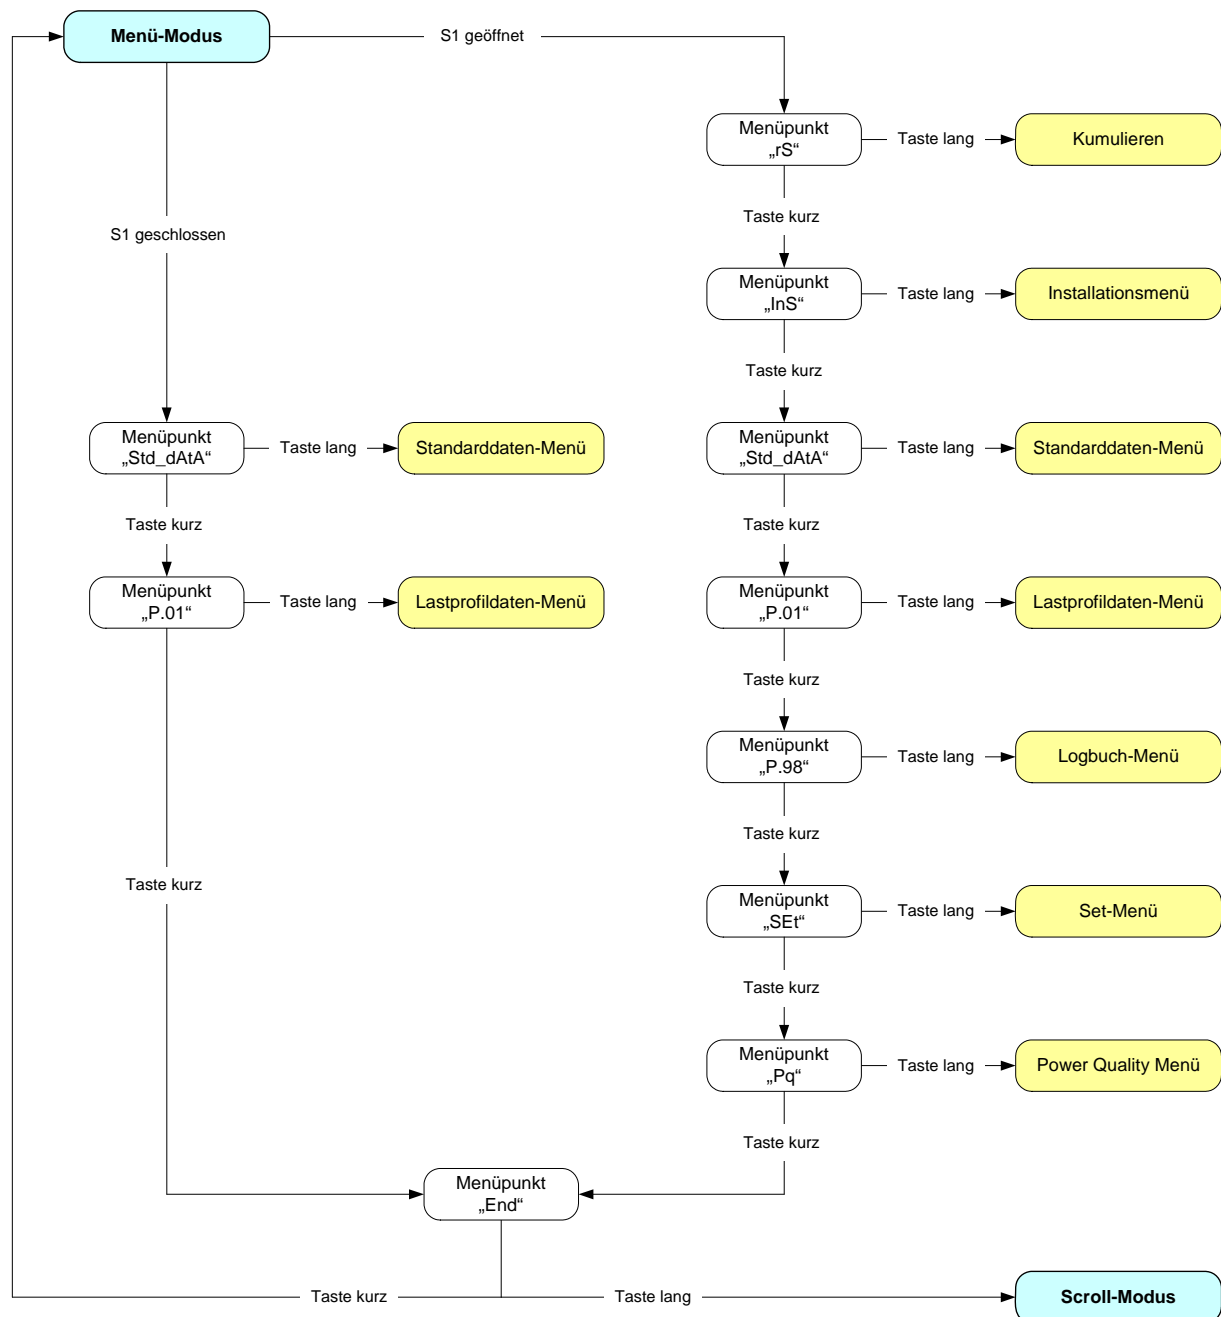 Menü-Modus
S1 geöffnet
Menüpunkt
„rS“
Taste lang
Kumulieren
Taste kurz
S1 geschlossen
Menüpunkt
„InS“
Taste lang
Installationsmenü
Taste kurz
Menüpunkt
„Std_dAtA“
Taste lang
Standarddaten-Menü
Menüpunkt
„Std_dAtA“
Taste lang
Standarddaten-Menü
Taste kurz
Taste kurz
Menüpunkt
„P.01“
Taste lang
Lastprofildaten-Menü
Menüpunkt
„P.01“
Taste lang
Lastprofildaten-Menü
Taste kurz
Menüpunkt
„P.98“
Taste lang
Logbuch-Menü
Taste kurz
Taste kurz
Menüpunkt
„SEt“
Taste lang
Set-Menü
Taste kurz
Menüpunkt
„Pq“
Taste lang
Power Quality Menü
Taste kurz
Menüpunkt
„End“
Taste kurz
Taste lang
Scroll-Modus